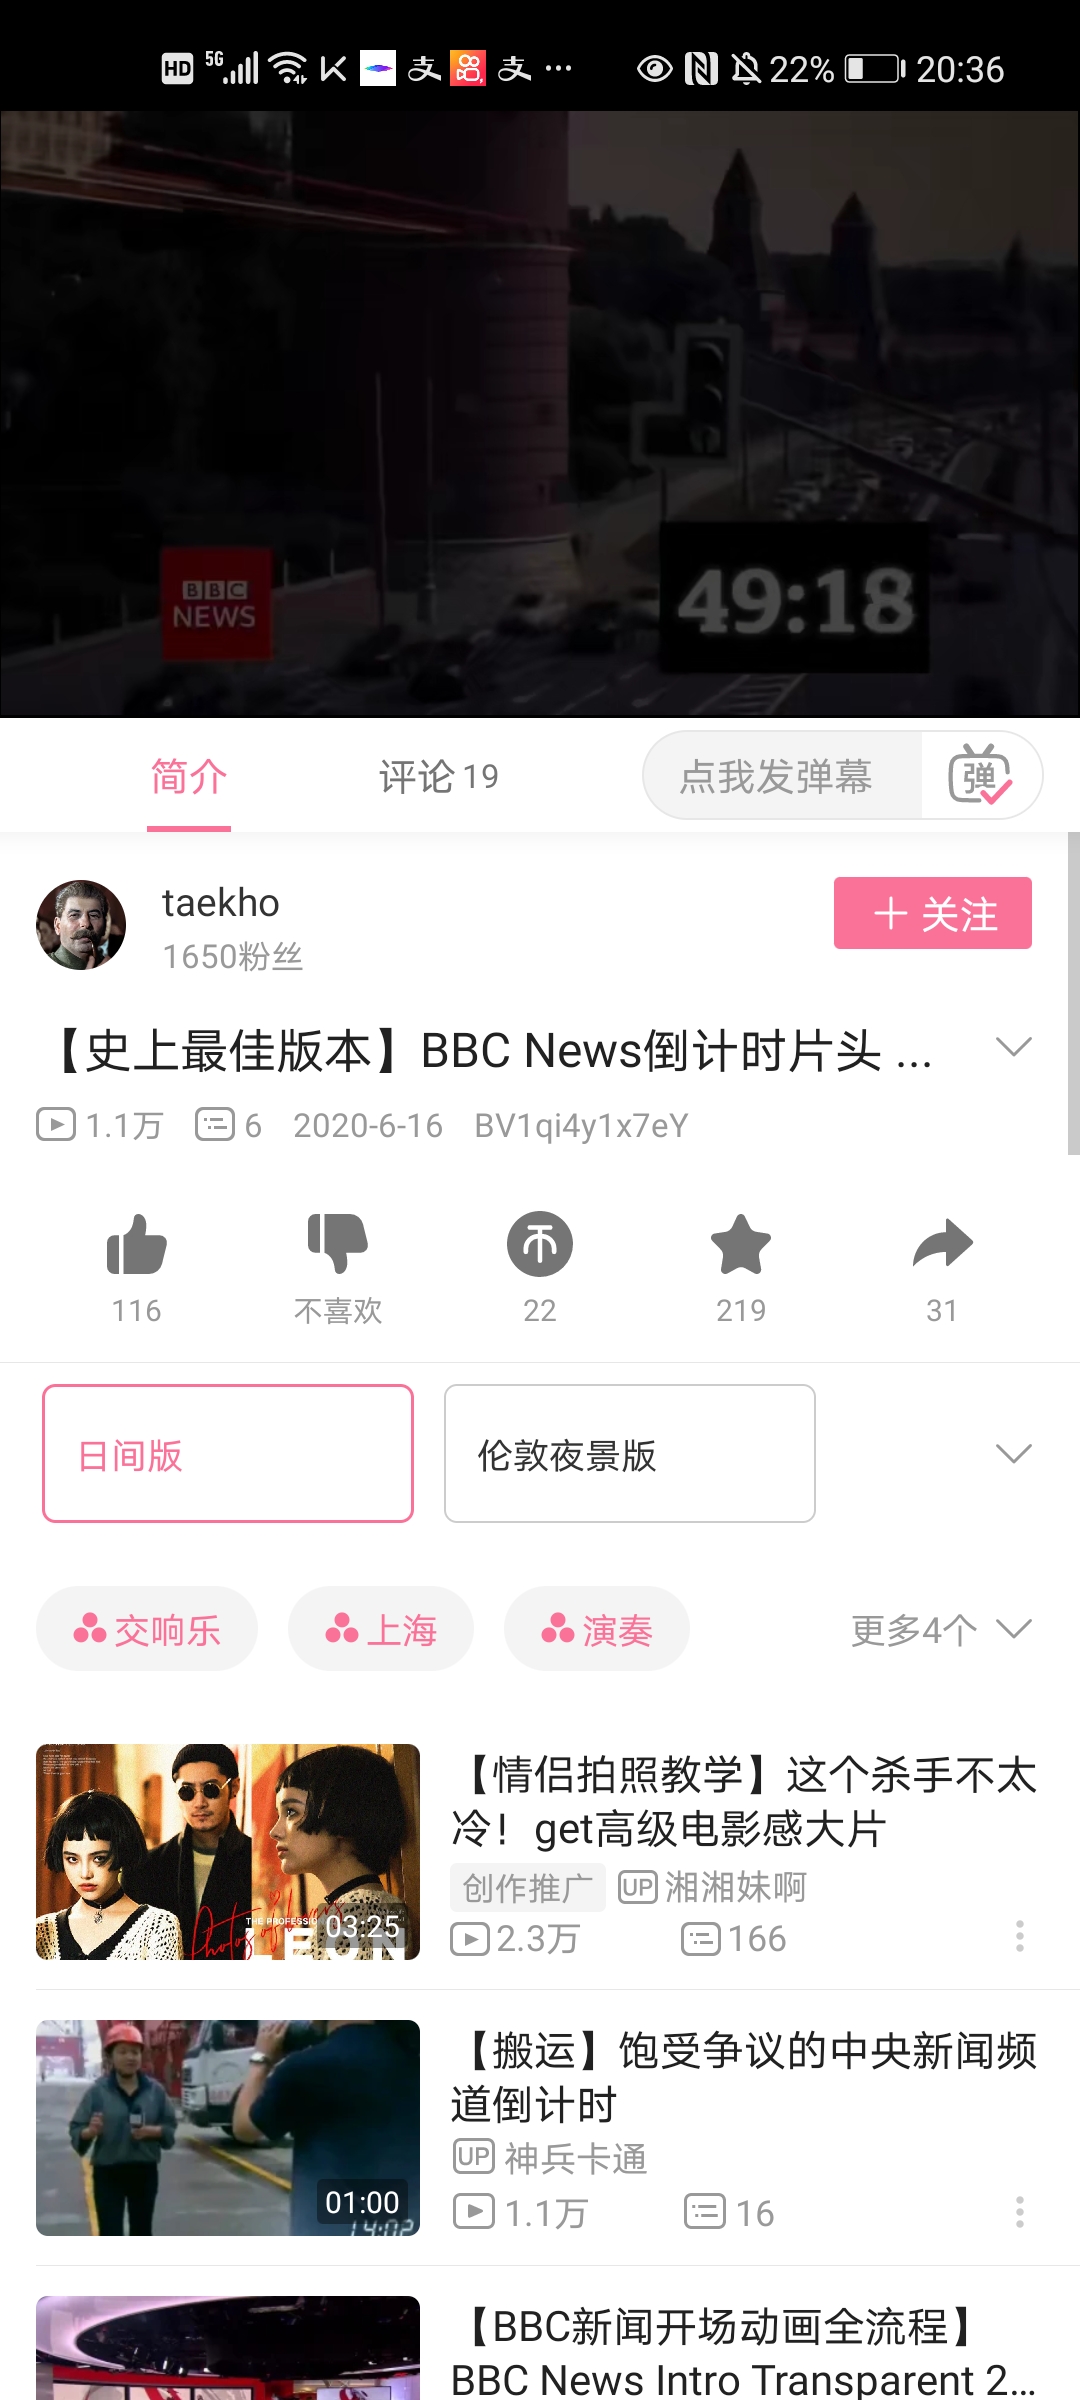 HD 5G 支 支 ... 22% 20:36
BBC
NEWS
49:18
简介 评论 19 点我发弹幕 弹
taekho
1650粉丝
+ 关注
【史上最佳版本】BBC News倒计时片头 ...
1.1万 6 2020-6-16 BV1qi4y1x7eY
116 不喜欢 22 219 31
日间版 伦敦夜景版
交响乐 上海 演奏 更多4个
【情侣拍照教学】这个杀手不太
冷！get高级电影感大片
创作推广 UP 湘湘妹啊
2.3万 166
THE PROFESSIO
LEON
03:25
【搬运】饱受争议的中央新闻频
道倒计时
UP 神兵卡通
1.1万 16
01:00
14:02
【BBC新闻开场动画全流程】
BBC News Intro Transparent 2...